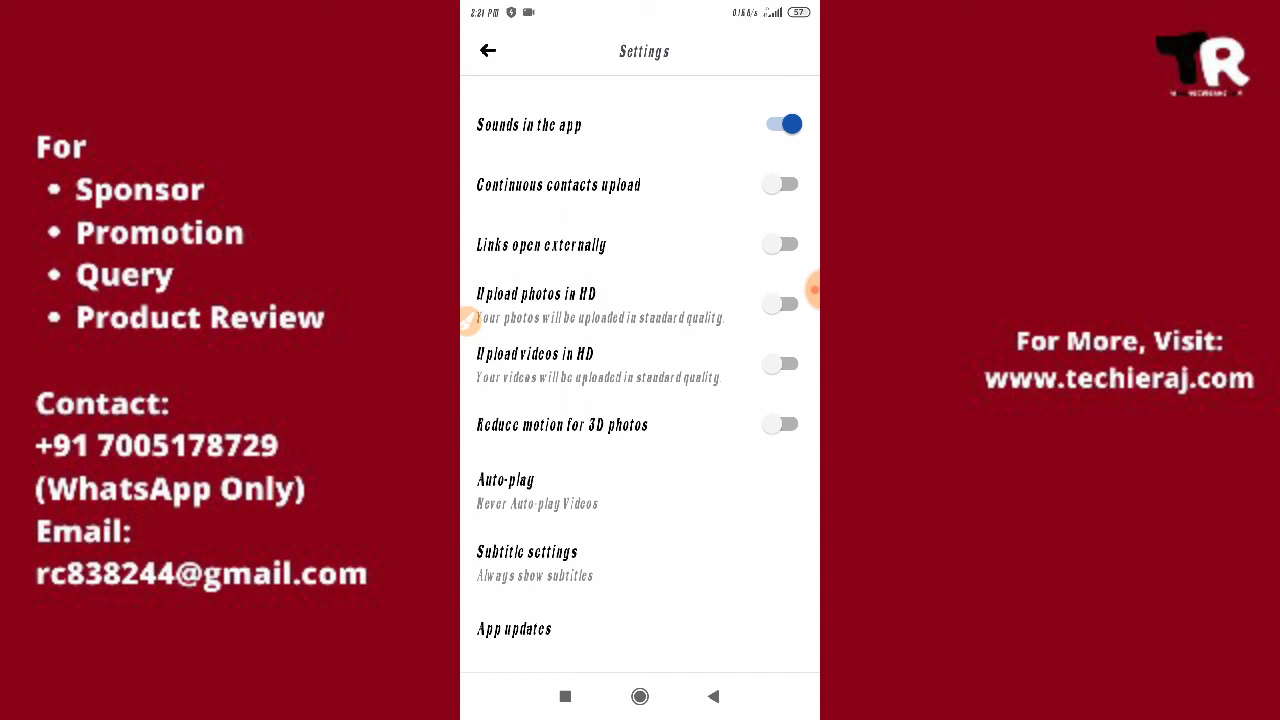 For
• Sponsor
• Promotion
• Query
• Product Review
Contact:
+91 7005178729
(WhatsApp Only)
Email:
rc838244@gmail.com
2:21 PM
0.1KB/s
57
Settings
Sounds in the app
Continuous contacts upload
Links open externally
Upload photos in HD
Your photos will be uploaded in standard quality.
Upload videos in HD
Your videos will be uploaded in standard quality.
Reduce motion for 3D photos
Auto-play
Never Auto-play Videos
Subtitle settings
Always show subtitles
App updates
TR
For More, Visit:
www.techieraj.com